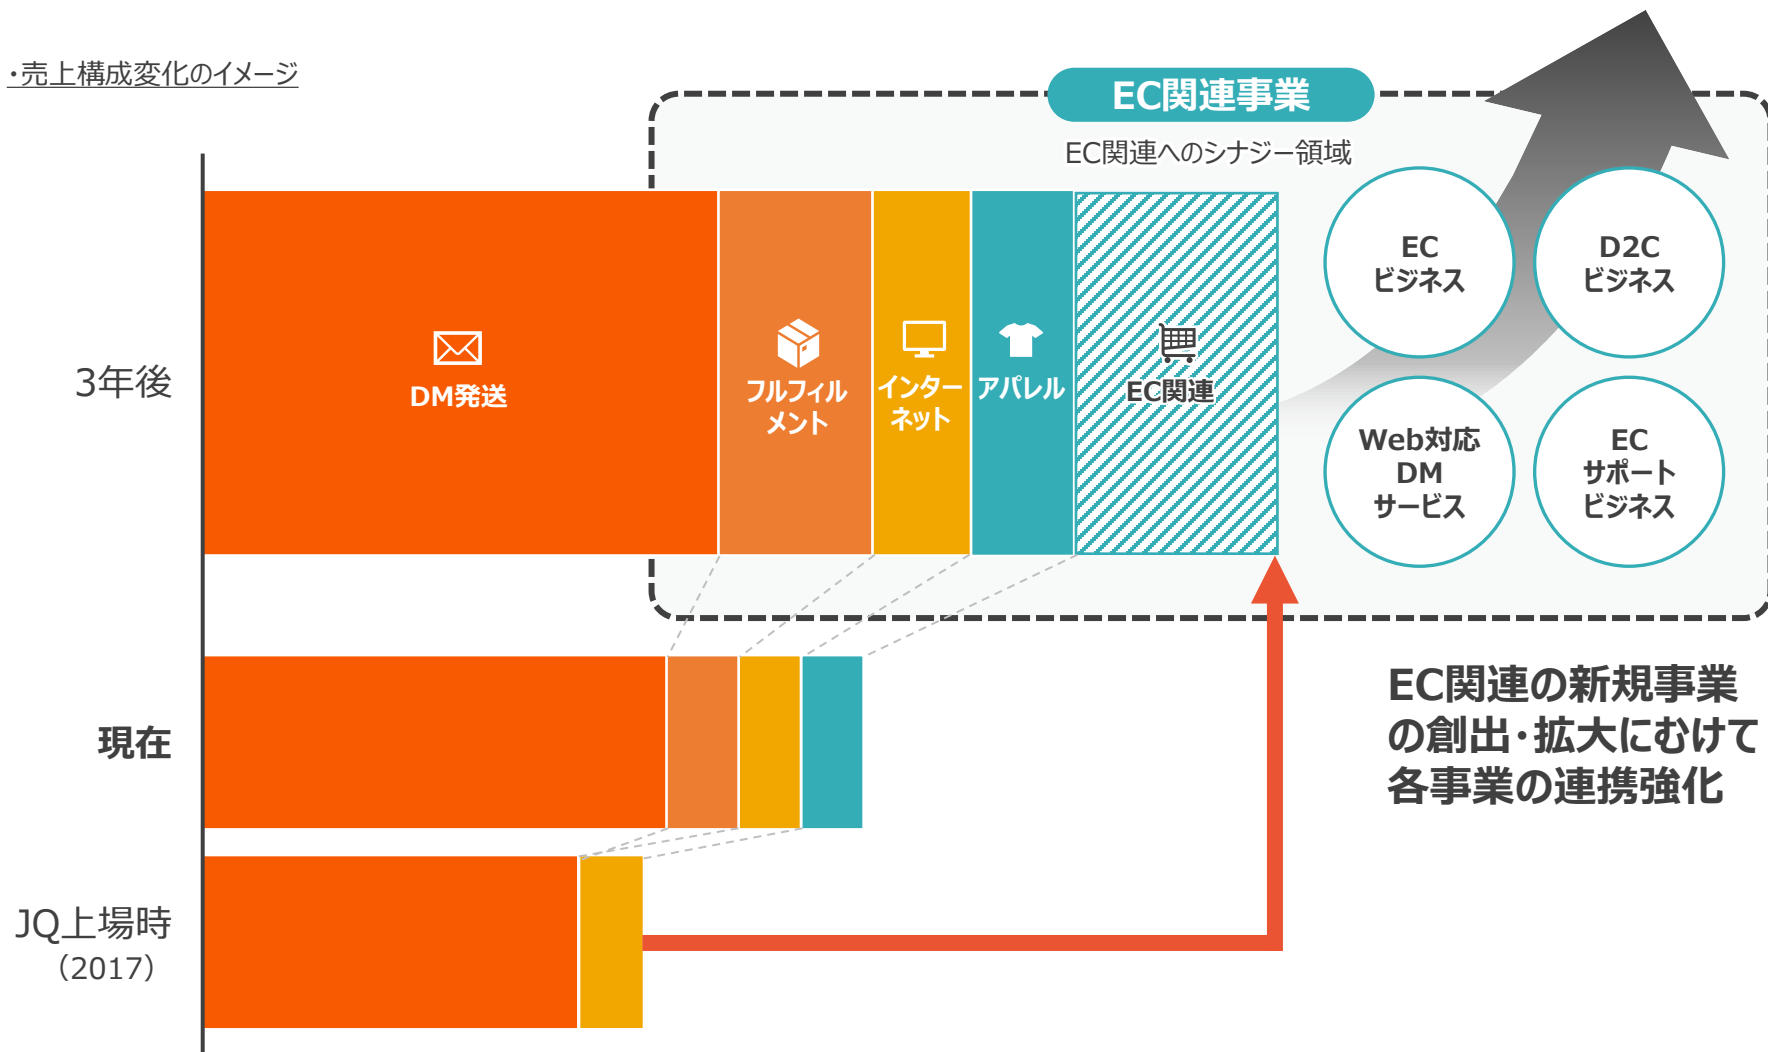 ・売上構成変化のイメージ
EC関連事業
EC関連へのシナジー領域
3年後
DM発送
フルフィル
メント
インター
ネット
アパレル
EC関連
EC
ビジネス
D2C
ビジネス
Web対応
DM
サービス
EC
サポート
ビジネス
現在
EC関連の新規事業
の創出・拡大にむけて
各事業の連携強化
JQ上場時
（2017）